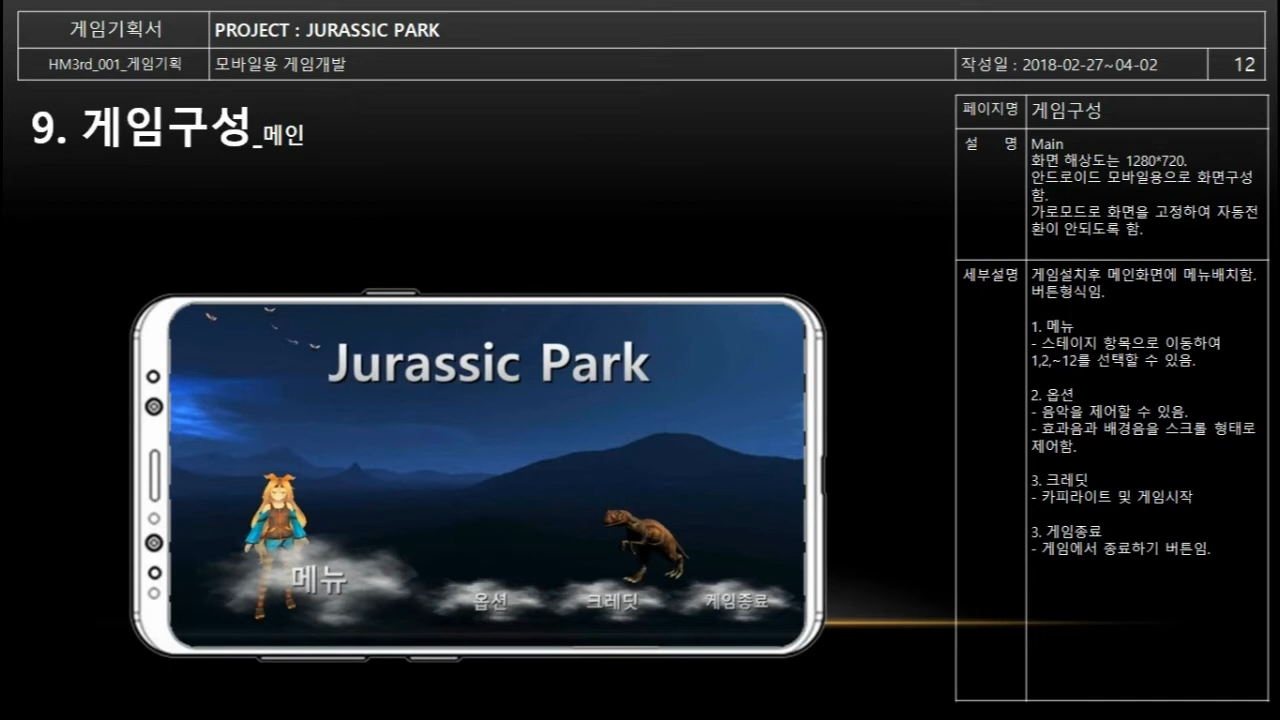 게임기획서
PROJECT : JURASSIC PARK
HM3rd_001_게임기획
모바일용 게임개발
작성일 : 2018-02-27~04-02
12
9. 게임구성_메인
페이지명
게임구성
설 명
Main
화면 해상도는 1280*720.
안드로이드 모바일용으로 화면구성
함.
가로모드로 화면을 고정하여 자동전
환이 안되도록 함.
세부설명
게임설치후 메인화면에 메뉴배치함.
버튼형식임.
1. 메뉴
- 스테이지 항목으로 이동하여
1,2,~12를 선택할 수 있음.
2. 옵션
- 음악을 제어할 수 있음.
- 효과음과 배경음을 스크롤 형태로
제어함.
3. 크레딧
- 카피라이트 및 게임시작
3. 게임종료
- 게임에서 종료하기 버튼임.
Jurassic Park
메뉴
옵션
크레딧
게임종료